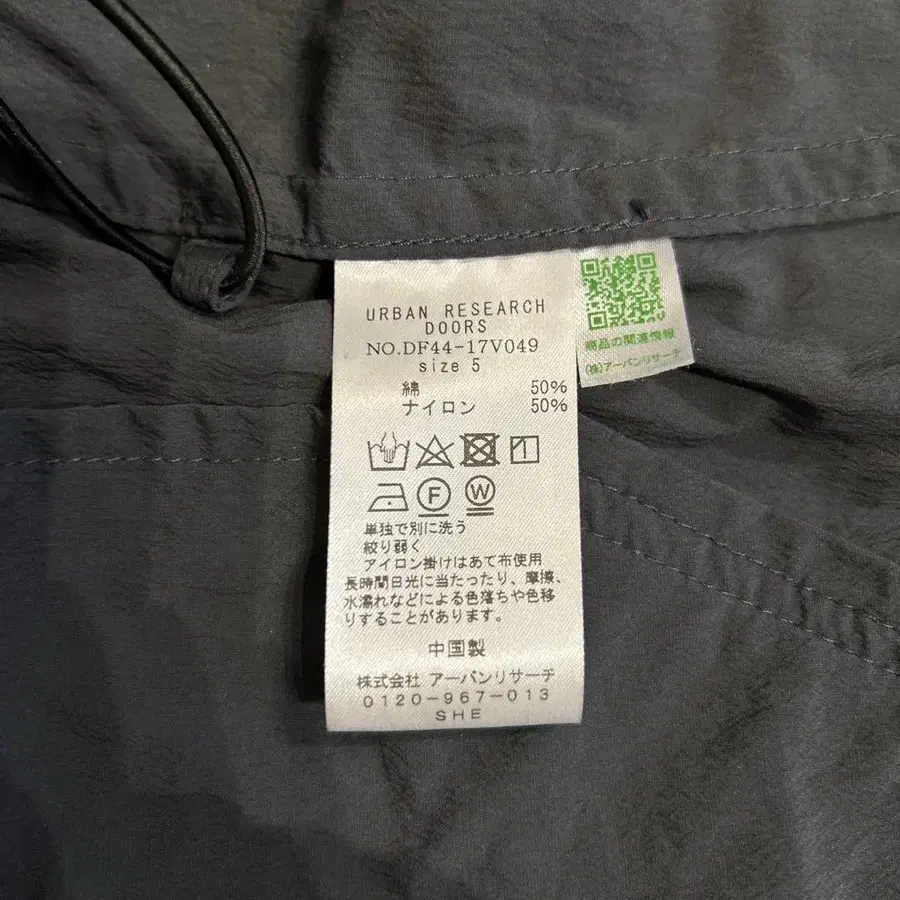 URBAN RESEARCH
DOORS
NO.DF44-17V049
size 5
綿 50%
ナイロン 50%
1
F W
単独で別に洗う
絞り弱く
アイロン掛けはあて布使用
長時間日光に当たったり、摩擦、
水濡れなどによる色落ちや色移
りすることがあります。
中国製
株式会社 アーバンリサーチ
0120-967-013
SHE
商品の関連情報
(株)アーバンリサーチ